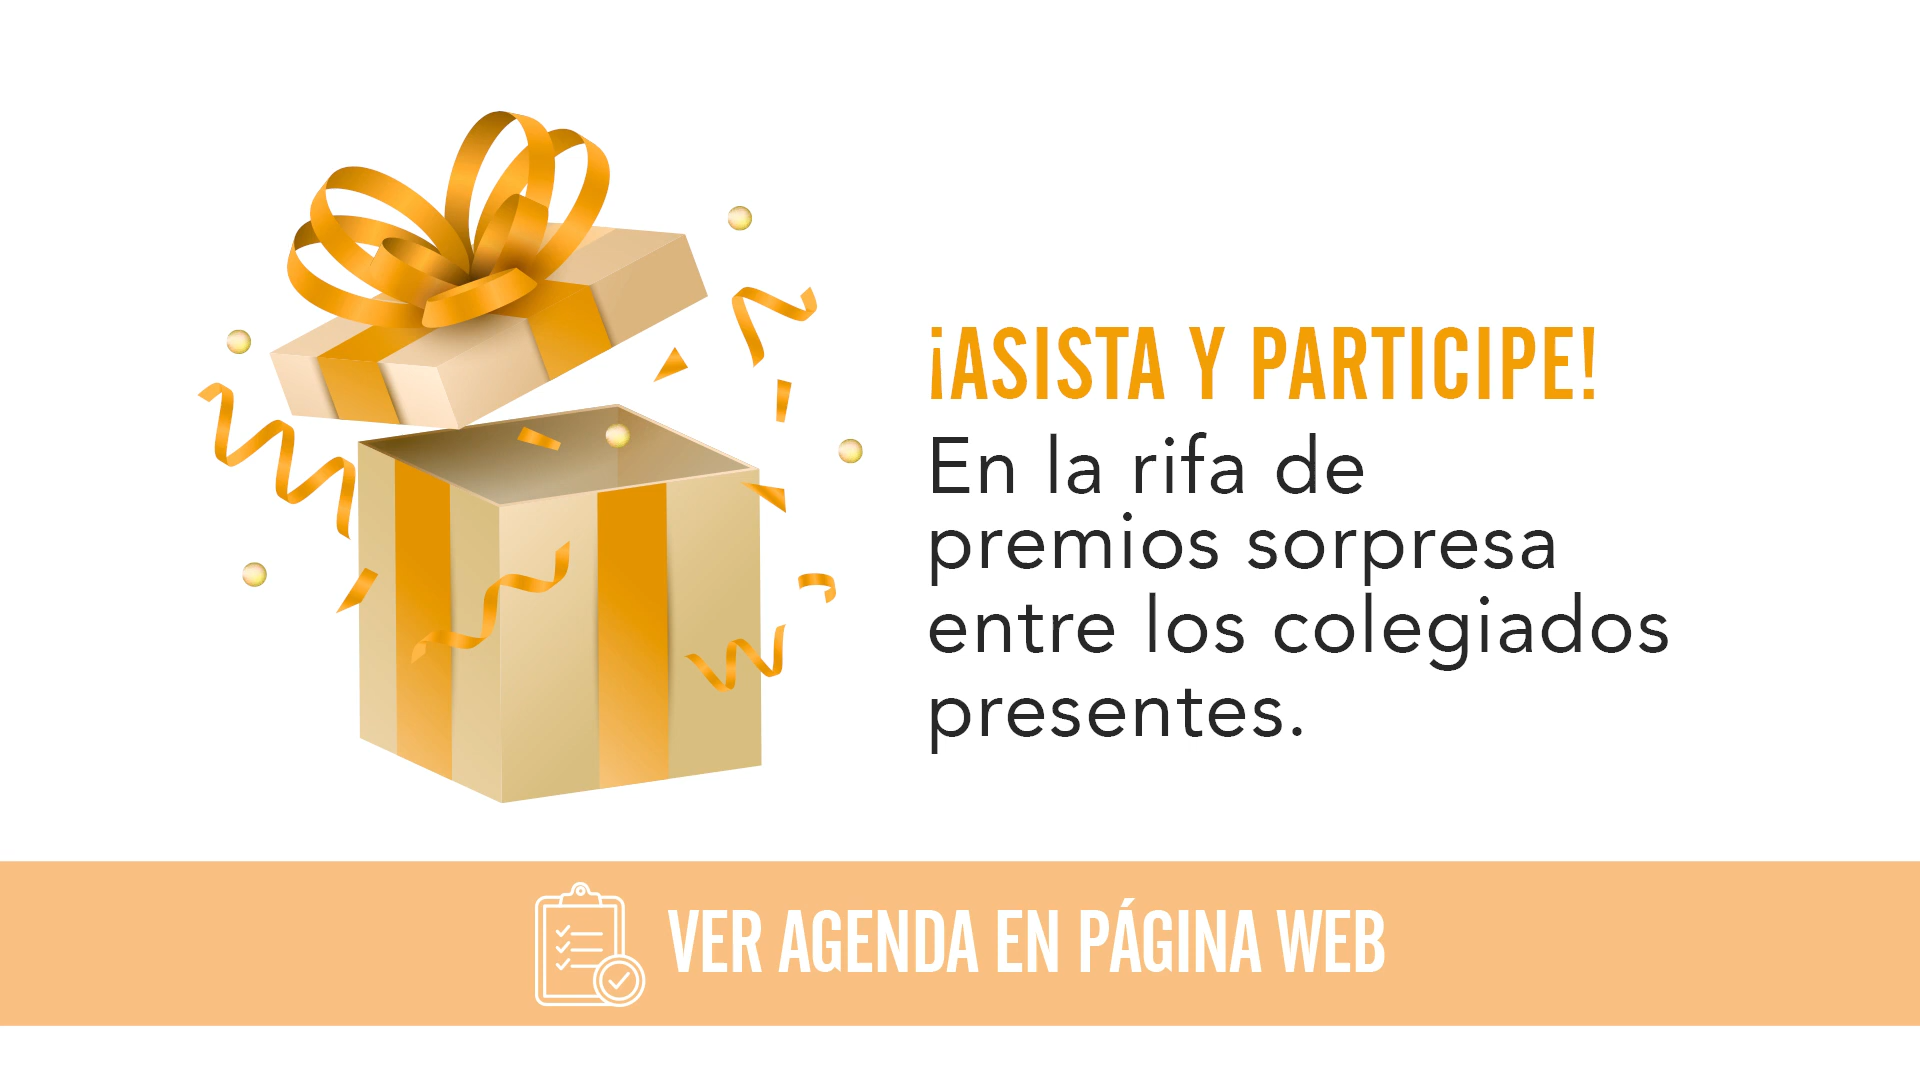 ¡ASISTA Y PARTICIPE!
En la rifa de
premios sorpresa
entre los colegiados
presentes.
VER AGENDA EN PÁGINA WEB